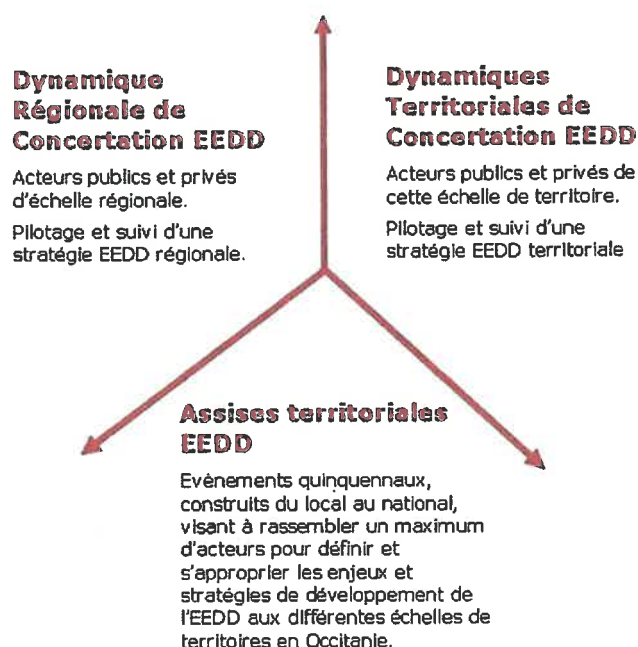 Dynamique
Régionale de
Concertation EEDD
Acteurs publics et privés
d'échelle régionale.
Pilotage et suivi d'une
stratégie EEDD régionale.
Dynamiques
Territoriales de
Concertation EEDD
Acteurs publics et privés de
cette échelle de territoire.
Pilotage et suivi d'une
stratégie EEDD territoriale
Assises territoriales
EEDD
Evènements quinquennaux,
construits du local au national,
visant à rassembler un maximum
d'acteurs pour définir et
s'approprier les enjeux et
stratégies de développement de
l'EEDD aux différentes échelles de
territoires en Occitanie.